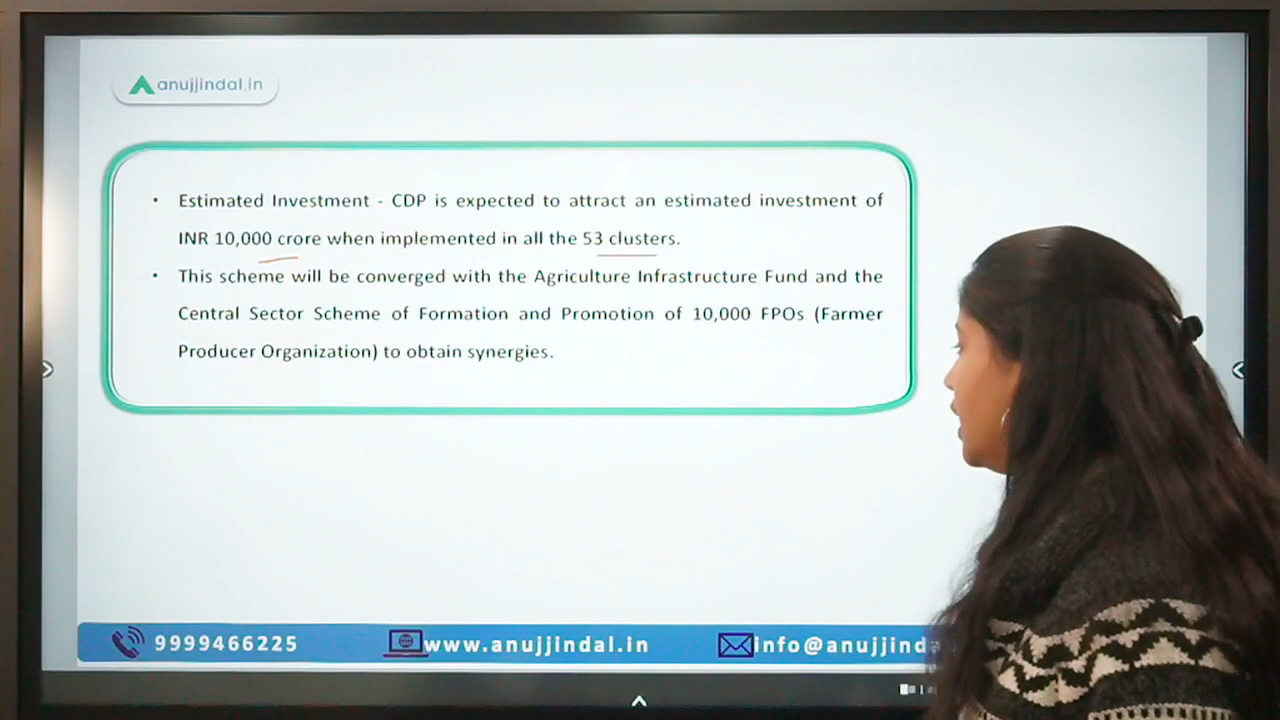 anujjindal.in
• Estimated Investment - CDP is expected to attract an estimated investment of
INR 10,000 crore when implemented in all the 53 clusters.
• This scheme will be converged with the Agriculture Infrastructure Fund and the
Central Sector Scheme of Formation and Promotion of 10,000 FPOs (Farmer
Producer Organization) to obtain synergies.
9999466225 www.anujjindal.in info@anujjinda